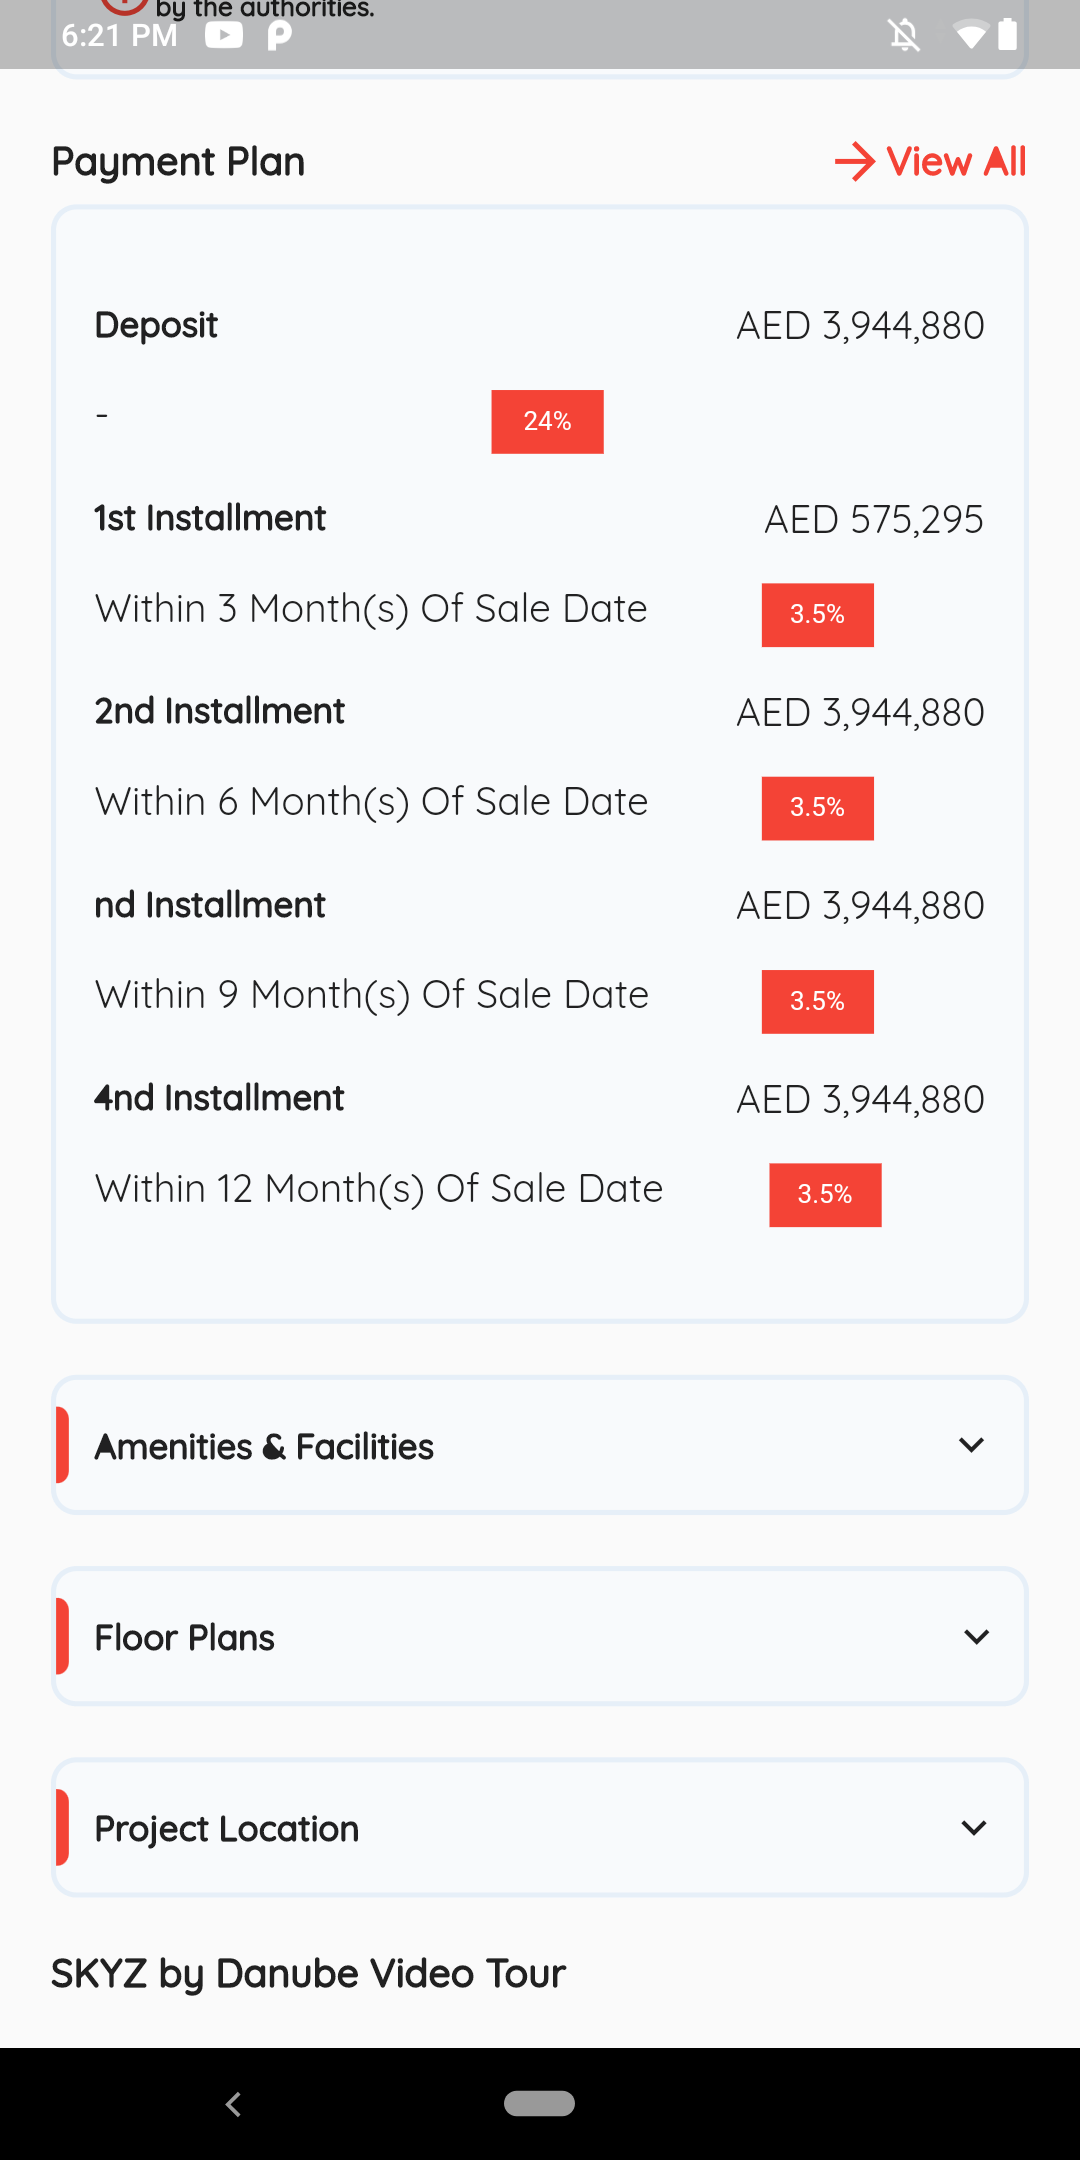 by the authorities.
6:21 PM
Payment Plan
View All
Deposit
AED 3,944,880
-
24%
1st Installment
AED 575,295
Within 3 Month(s) Of Sale Date
3.5%
2nd Installment
AED 3,944,880
Within 6 Month(s) Of Sale Date
3.5%
nd Installment
AED 3,944,880
Within 9 Month(s) Of Sale Date
3.5%
4nd Installment
AED 3,944,880
Within 12 Month(s) Of Sale Date
3.5%
Amenities & Facilities
Floor Plans
Project Location
SKYZ by Danube Video Tour